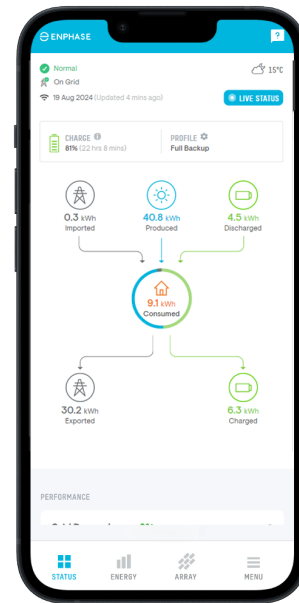 ENPHASE
?
Normal
On Grid
15°C
19 Aug 2024 (Updated 4 mins ago)
LIVE STATUS
CHARGE
81% (22 hrs 8 mins)
PROFILE
Full Backup
0.3 kWh
Imported
40.8 kWh
Produced
4.5 kWh
Discharged
9.1 kWh
Consumed
30.2 kWh
Exported
6.3 kWh
Charged
PERFORMANCE
STATUS
ENERGY
ARRAY
MENU